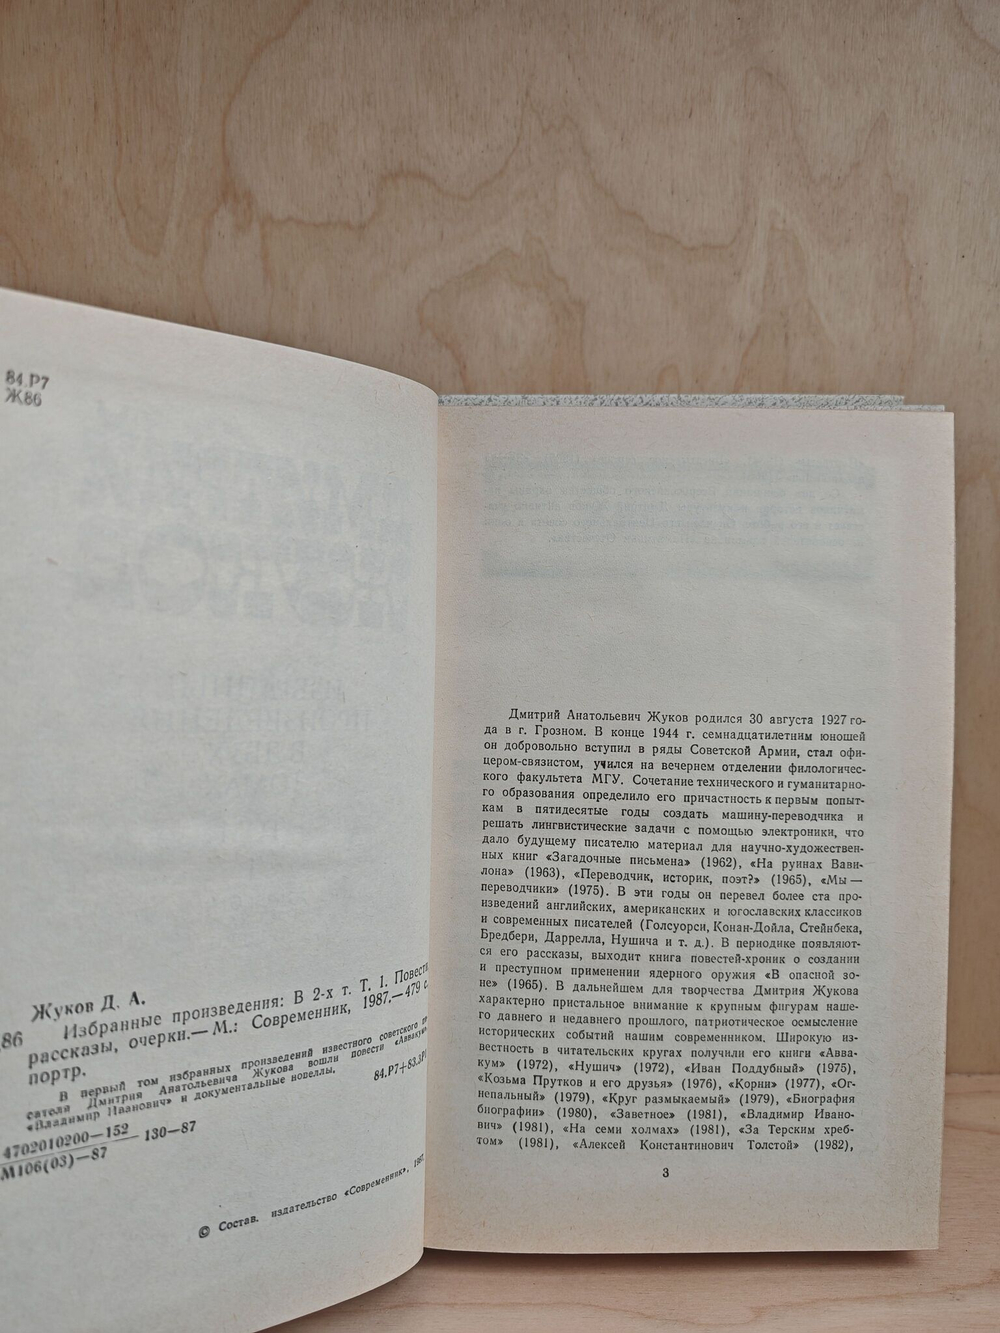 84.Р7
Ж86
Жуков Д. А.
86
Избранные произведения: В 2-х т. Т. 1. Повести,
рассказы, очерки.— М.: Современник, 1987.—479 с.
портр.
В первый том избранных произведений известного советского
сателя Дмитрия Анатольевича Жукова вошли повести «Аввакум»,
«Владимир Иванович» и документальные новеллы.
84.Р7+83.3Р
4702010200—152
— 130—87
М106(03)—87
© Состав. издательство «Современник», 1987.
Дмитрий Анатольевич Жуков родился 30 августа 1927 го-
да в г. Грозном. В конце 1944 г. семнадцатилетним юношей
он добровольно вступил в ряды Советской Армии, стал офи-
цером-связистом, учился на вечернем отделении филологичес-
кого факультета МГУ. Сочетание технического и гуманитарно-
го образования определило его причастность к первым попыт-
кам в пятидесятые годы создать машину-переводчика и
решать лингвистические задачи с помощью электроники, что
дало будущему писателю материал для научно-художествен-
ных книг «Загадочные письмена» (1962), «На руинах Вави-
лона» (1963), «Переводчик, историк, поэт?» (1965), «Мы —
переводчики» (1975). В эти годы он перевел более ста про-
изведений английских, американских и югославских классиков
и современных писателей (Голсуорси, Конан-Дойла, Стейнбека,
Бредбери, Даррелла, Нушича и т. д.). В периодике появляют-
ся его рассказы, выходит книга повестей-хроник о создании
и преступном применении ядерного оружия «В опасной зо-
не» (1965). В дальнейшем для творчества Дмитрия Жукова
характерно пристальное внимание к крупным фигурам наше-
го давнего и недавнего прошлого, патриотическое осмысление
исторических событий нашим современником. Широкую из-
вестность в читательских кругах получили его книги «Авва-
кум» (1972), «Нушич» (1972), «Иван Поддубный» (1975),
«Козьма Прутков и его друзья» (1976), «Корни» (1977), «Ог-
непальный» (1979), «Круг размыкаемый» (1979), «Биография
биографии» (1980), «Заветное» (1981), «Владимир Ивано-
вич» (1981), «На семи холмах» (1981), «За Терским хреб-
том» (1981), «Алексей Константинович Толстой» (1982),
3